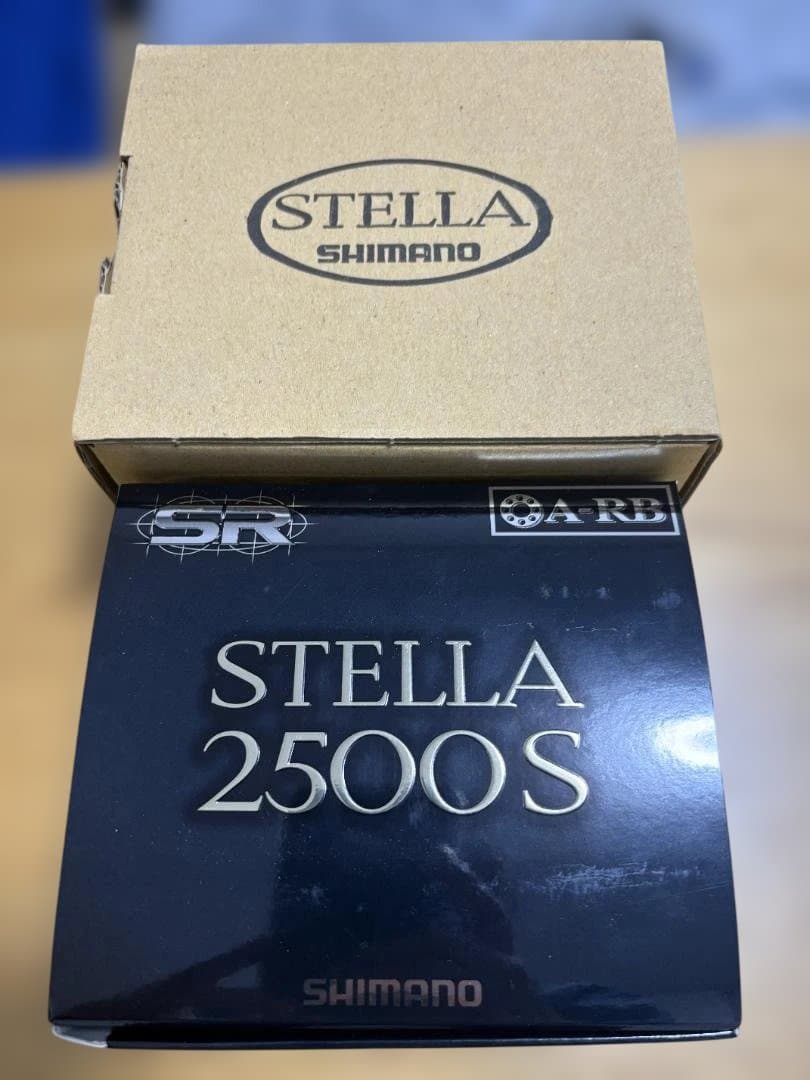 STELLA
SHIMANO
SR
A-RB
STELLA
2500S
SHIMANO